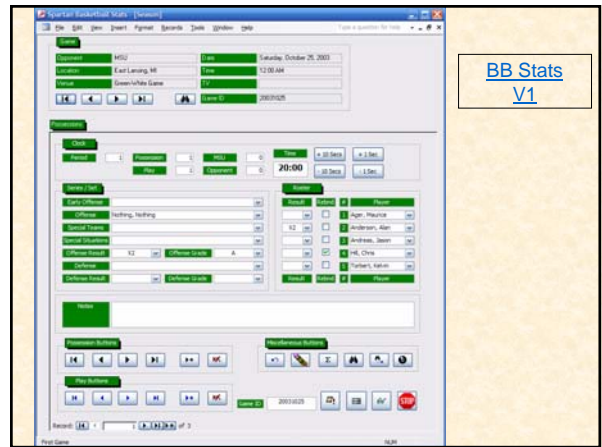 Spartan Basketball Stats - [Season]
File Edit View Insert Format Records Tools Window Help Type a question for help
Game
Opponent MSU Date Saturday, October 25, 2003
Location East Lansing, MI Time 12:00 AM
Venue Green-White Game TV
Game ID 20031025
BB Stats
V1
Possessions
Clock
Period 1 Possession 1 MSU 0 Time + 10 Secs + 1 Sec
Play 1 Opponent 0 20:00 - 10 Secs - 1 Sec
Series / Set Roster
Early Offense Result Rebnd # Player
Offense Nothing, Nothing 1 Ager, Maurice
Special Teams X2 2 Anderson, Alan
Special Situations 3 Andreas, Jason
Offense Result X2 Offense Grade A 4 Hill, Chris
Defense 5 Torbert, Kelvin
Defense Result Defense Grade Result Rebnd # Player
Notes
Possession Buttons Miscellaneous Buttons
Σ
Play Buttons
Game ID 20031025 STOP
Record: 1 of 3
First Game NUM